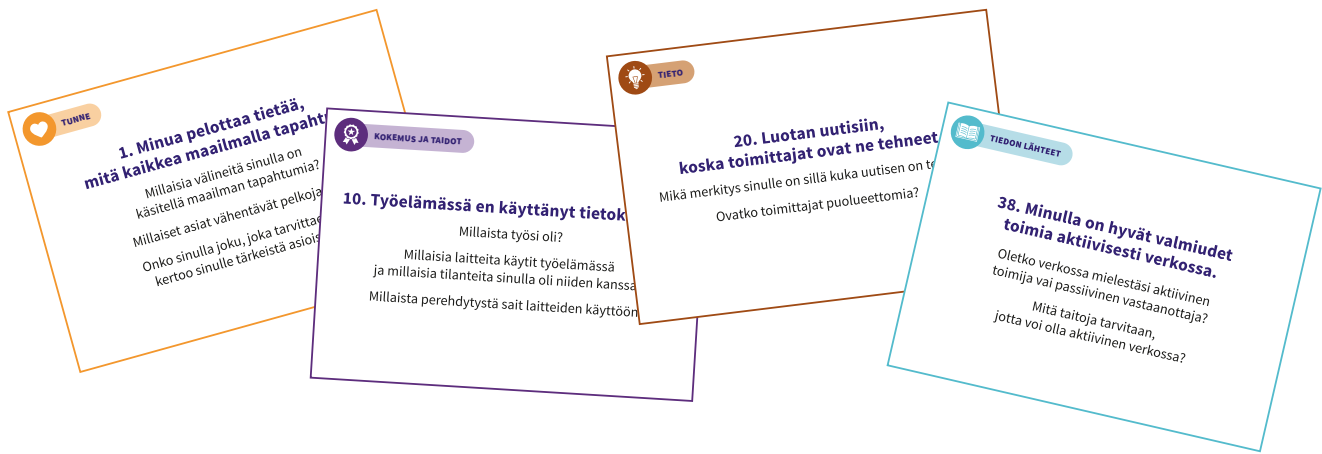 TUNNE
1. Minua pelottaa tietää,
mitä kaikkea maailmalla
Millaisia välineitä sinulla on
käsitellä maailman tapahtumia?
Millaiset asiat vähentävät
Onko sinulla joku, joka
kertoo sinulle tärkeistä
KOKEMUS JA TAIDOT
10. Työelämässä en käyttänyt
Millaista työsi oli?
Millaisia laitteita käytit työelämässä
ja millaisia tilanteita sinulla oli niiden
Millaista perehdytystä sait laitteiden
TIETO
20. Luotan uutisiin,
koska toimittajat ovat ne tehneet
Mikä merkitys sinulle on sillä kuka uutisen on
Ovatko toimittajat puolueettomia?
TIEDON LÄHTEET
38. Minulla on hyvät valmiudet
toimia aktiivisesti verkossa.
Oletko verkossa mielestäsi aktiivinen
toimija vai passiivinen vastaanottaja?
Mitä taitoja tarvitaan,
jotta voi olla aktiivinen verkossa?